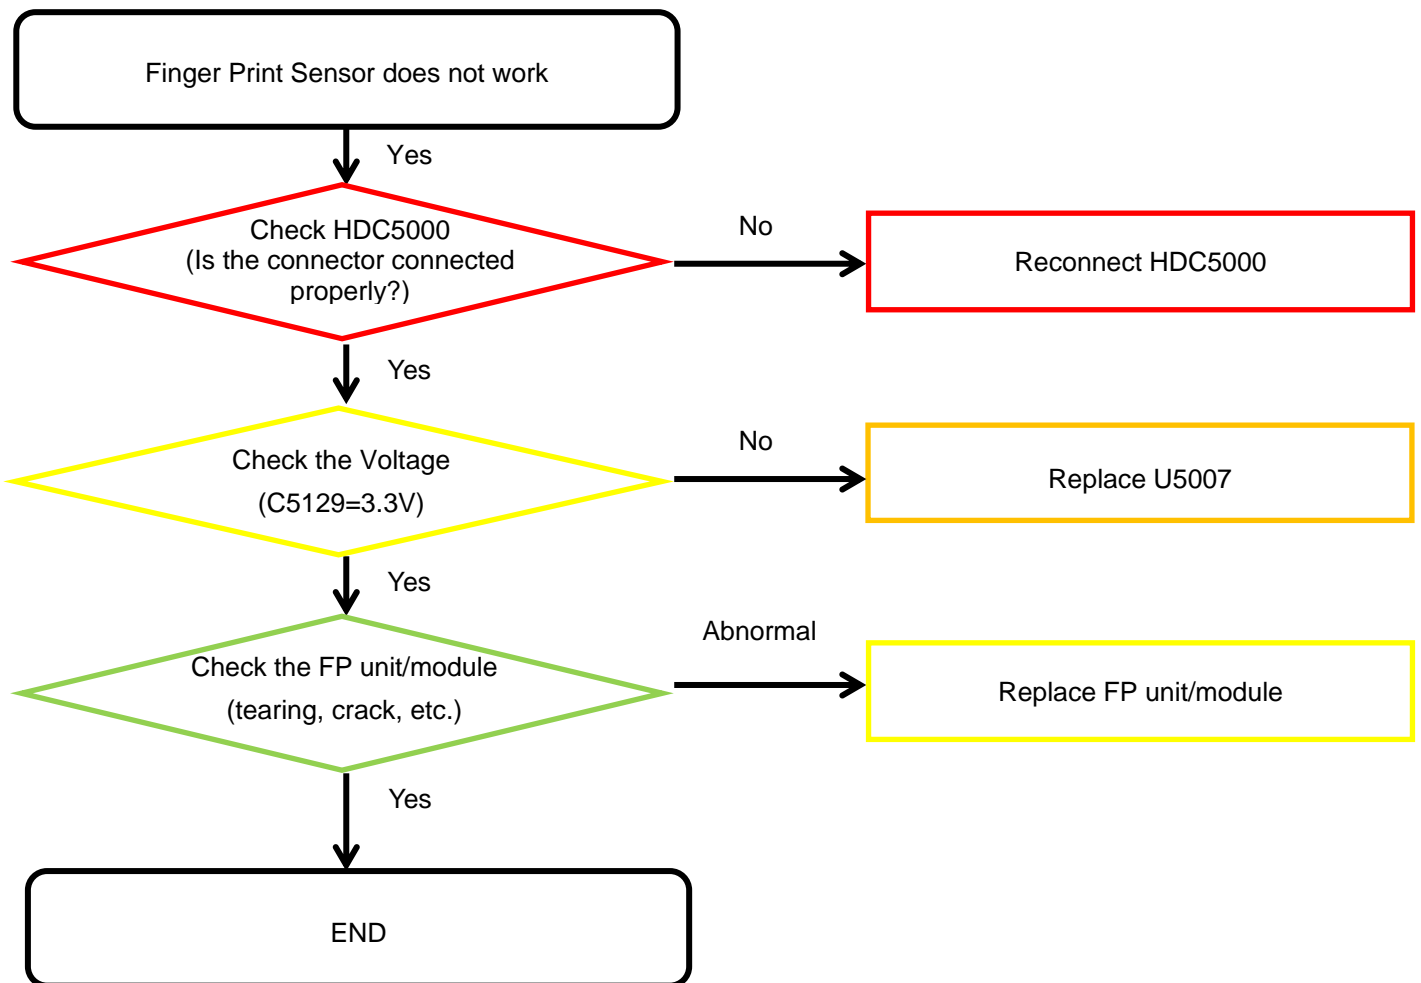 Finger Print Sensor does not work
Yes
Check HDC5000
(Is the connector connected
properly?)
No
Reconnect HDC5000
Yes
Check the Voltage
(C5129=3.3V)
No
Replace U5007
Yes
Check the FP unit/module
(tearing, crack, etc.)
Abnormal
Replace FP unit/module
Yes
END